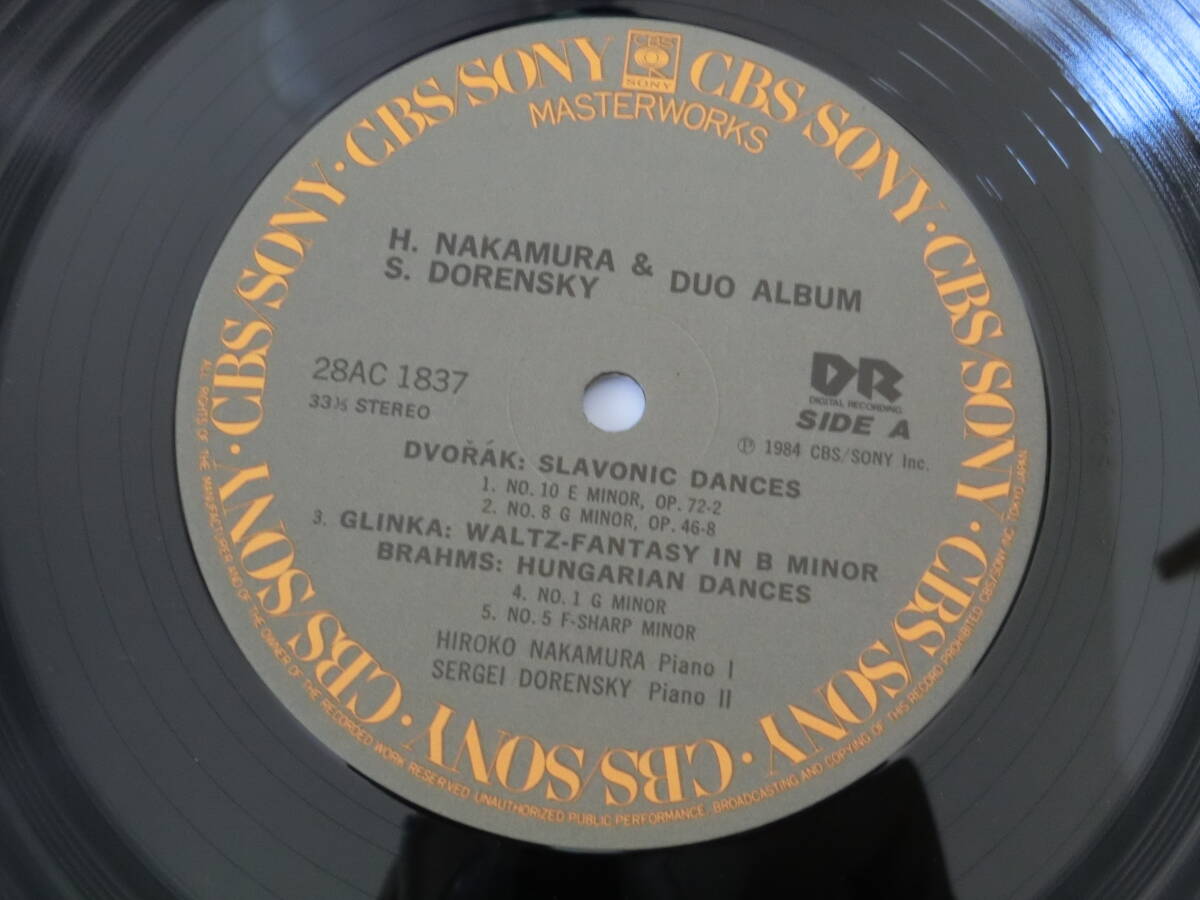 CBS/SONY · CBS/SONY · CBS/SONY · CBS/SONY · CBS/SONY · CBS/SONY · CBS/SONY · CBS/SONY
CBS
SONY
MASTERWORKS
H. NAKAMURA & DUO ALBUM
S. DORENSKY
28AC 1837
33⅓ STEREO
DR
DIGITAL RECORDING
SIDE A
Ⓟ 1984 CBS/SONY Inc.
DVOŘÁK: SLAVONIC DANCES
1. NO. 10 E MINOR, OP. 72-2
2. NO. 8 G MINOR, OP. 46-8
3. GLINKA: WALTZ-FANTASY IN B MINOR
BRAHMS: HUNGARIAN DANCES
4. NO. 1 G MINOR
5. NO. 5 F-SHARP MINOR
HIROKO NAKAMURA Piano I
SERGEI DORENSKY Piano II
ALL RIGHTS OF THE MANUFACTURER AND OF THE OWNER OF THE RECORDED WORK RESERVED. UNAUTHORIZED PUBLIC PERFORMANCE, BROADCASTING AND COPYING OF THIS RECORD PROHIBITED CBS/SONY INC. TOKYO JAPAN